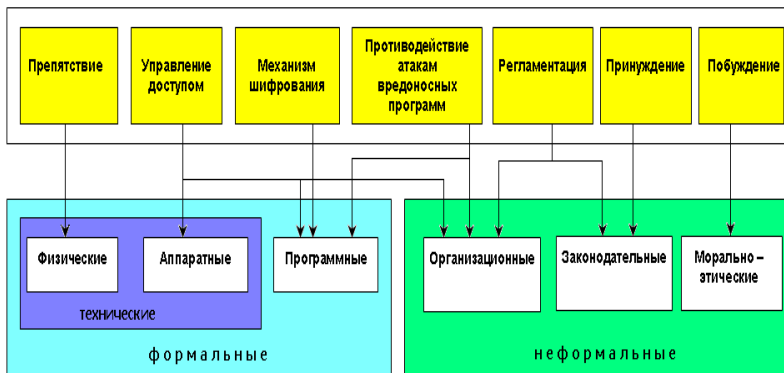 Препятствие
Управление
доступом
Механизм
шифрования
Противодействие
атакам
вредоносных
программ
Регламентация
Принуждение
Побуждение
Физические
Аппаратные
Программные
Организационные
Законодательные
Морально –
этические
технические
формальные
неформальные